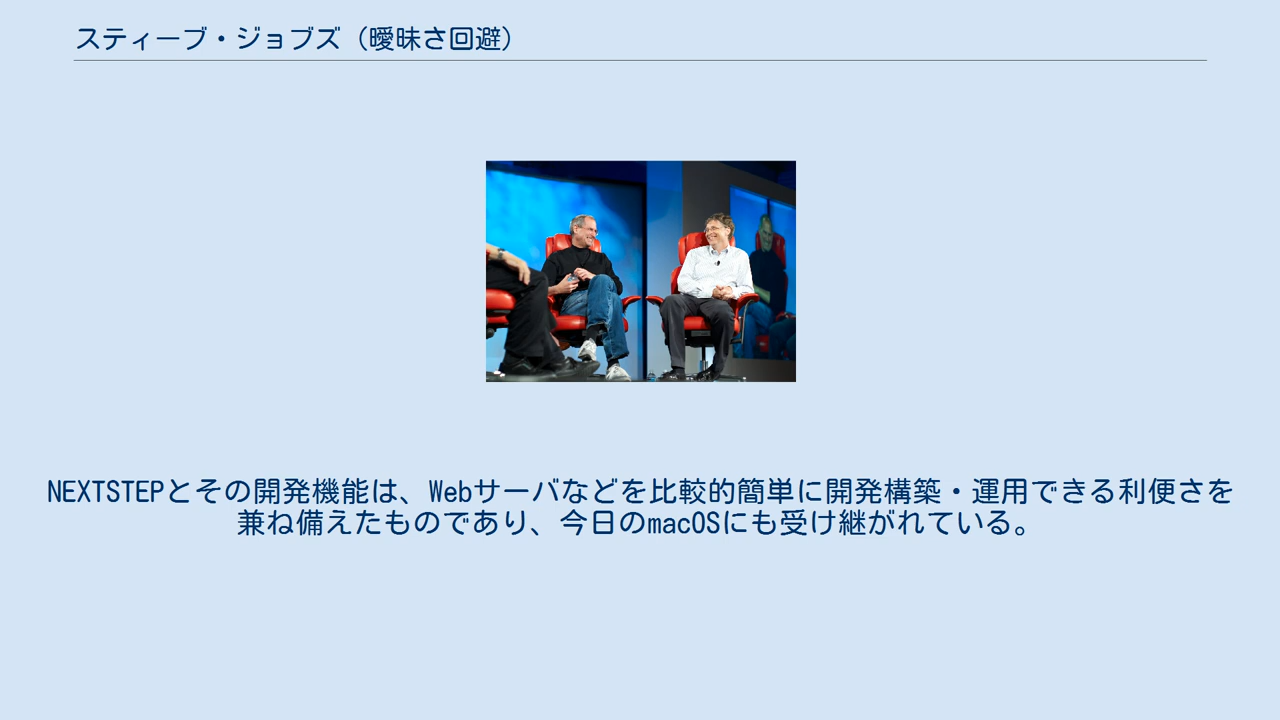 スティーブ・ジョブズ（曖昧さ回避）
NEXTSTEPとその開発機能は、Webサーバなどを比較的簡単に開発構築・運用できる利便さを
兼ね備えたものであり、今日のmacOSにも受け継がれている。